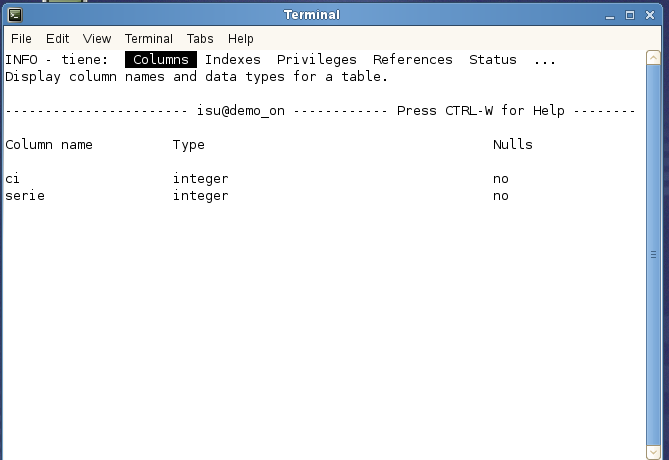 Terminal
File Edit View Terminal Tabs Help
INFO - tiene: Columns Indexes Privileges References Status ...
Display column names and data types for a table.
----------------------- isu@demo_on ------------ Press CTRL-W for Help --------
Column name Type Nulls
ci integer no
serie integer no